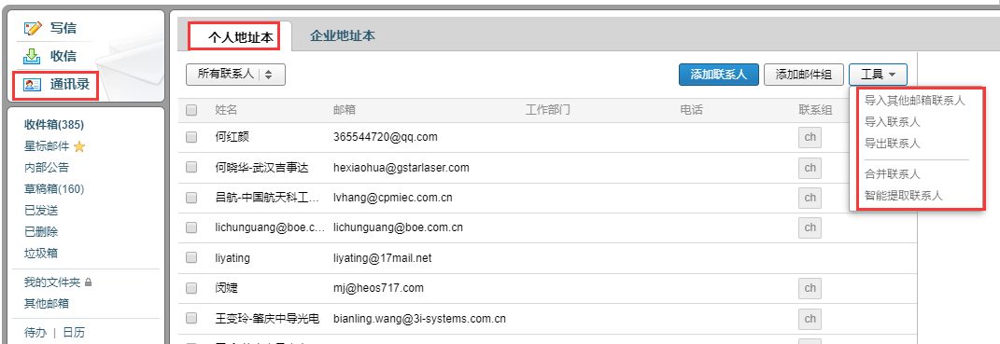 写信
收信
通讯录
收件箱(385)
星标邮件
内部公告
草稿箱(160)
已发送
已删除
垃圾箱
我的文件夹
其他邮箱
待办 | 日历
个人地址本 企业地址本
所有联系人 添加联系人 添加邮件组 工具
导入其他邮箱联系人
导入联系人
导出联系人
合并联系人
智能提取联系人
姓名 邮箱 工作部门 电话 联系组
何红颜 365544720@qq.com ch
何晓华-武汉吉事达 hexiaohua@gstarlaser.com ch
吕航-中国航天科工... lvhang@cpmiec.com.cn ch
lichunguang@boe.c... lichunguang@boe.com.cn ch
liyating liyating@17mail.net
闵婕 mj@heos717.com ch
王变玲-肇庆中导光电 bianling.wang@3i-systems.com.cn ch